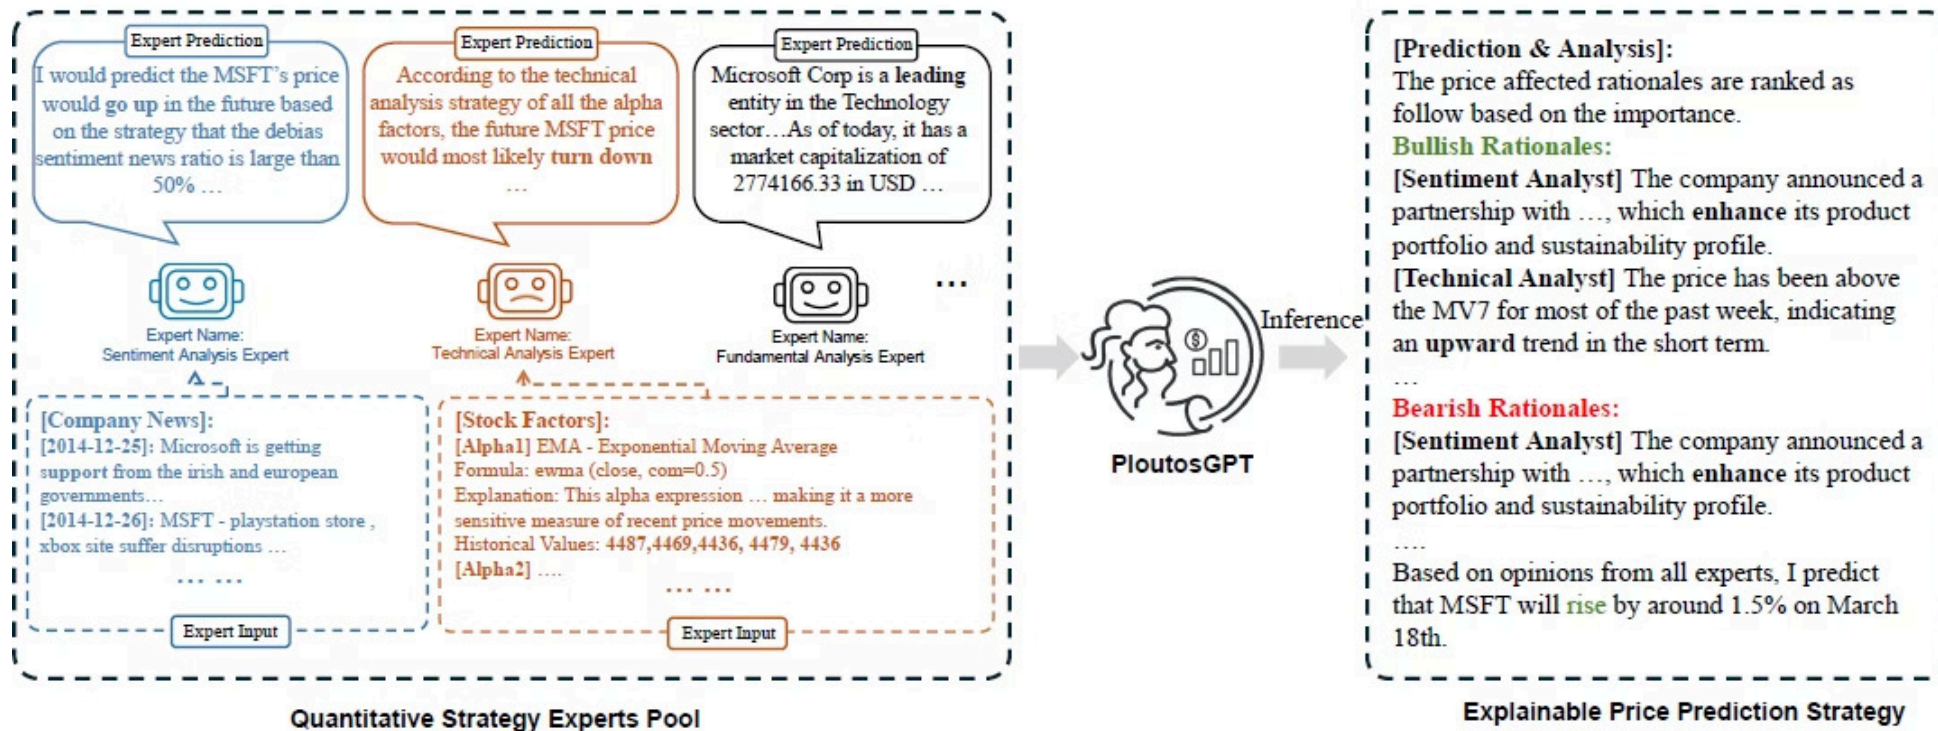 Expert Prediction
I would predict the MSFT's price
would go up in the future based
on the strategy that the debias
sentiment news ratio is large than
50% …
Expert Prediction
According to the technical
analysis strategy of all the alpha
factors, the future MSFT price
would most likely turn down
…
Expert Prediction
Microsoft Corp is a leading
entity in the Technology
sector…As of today, it has a
market capitalization of
2774166.33 in USD …
Expert Name:
Sentiment Analysis Expert
Expert Name:
Technical Analysis Expert
Expert Name:
Fundamental Analysis Expert
...
[Company News]:
[2014-12-25]: Microsoft is getting
support from the irish and european
governments…
[2014-12-26]: MSFT - playstation store ,
xbox site suffer disruptions …
… …
Expert Input
[Stock Factors]:
[Alpha1] EMA - Exponential Moving Average
Formula: ewma (close, com=0.5)
Explanation: This alpha expression … making it a more
sensitive measure of recent price movements.
Historical Values: 4487,4469,4436, 4479, 4436
[Alpha2] ….
… …
Expert Input
Quantitative Strategy Experts Pool
$
PloutosGPT
Inference
[Prediction & Analysis]:
The price affected rationales are ranked as
follow based on the importance.
Bullish Rationales:
[Sentiment Analyst] The company announced a
partnership with …, which enhance its product
portfolio and sustainability profile.
[Technical Analyst] The price has been above
the MV7 for most of the past week, indicating
an upward trend in the short term.
…
Bearish Rationales:
[Sentiment Analyst] The company announced a
partnership with …, which enhance its product
portfolio and sustainability profile.
….
Based on opinions from all experts, I predict
that MSFT will rise by around 1.5% on March
18th.
Explainable Price Prediction Strategy